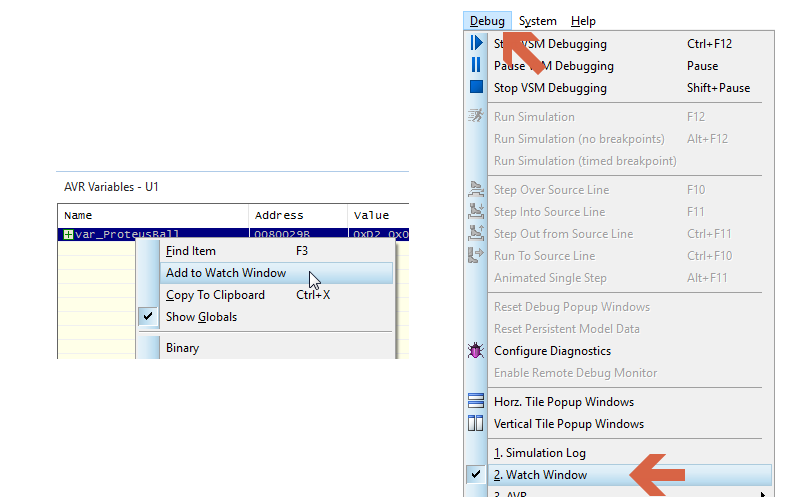 AVR Variables - U1
Name Address Value
var_ProteusBall 0080029B 0xD2 0x0
Find Item F3
Add to Watch Window
Copy To Clipboard Ctrl+X
Show Globals
Binary
Debug System Help
VSM Debugging Ctrl+F12
Pause VSM Debugging Pause
Stop VSM Debugging Shift+Pause
Run Simulation F12
Run Simulation (no breakpoints) Alt+F12
Run Simulation (timed breakpoint)
Step Over Source Line F10
Step Into Source Line F11
Step Out from Source Line Ctrl+F11
Run To Source Line Ctrl+F10
Animated Single Step Alt+F11
Reset Debug Popup Windows
Reset Persistent Model Data
Configure Diagnostics
Enable Remote Debug Monitor
Horz. Tile Popup Windows
Vertical Tile Popup Windows
1. Simulation Log
2. Watch Window
3. AVR